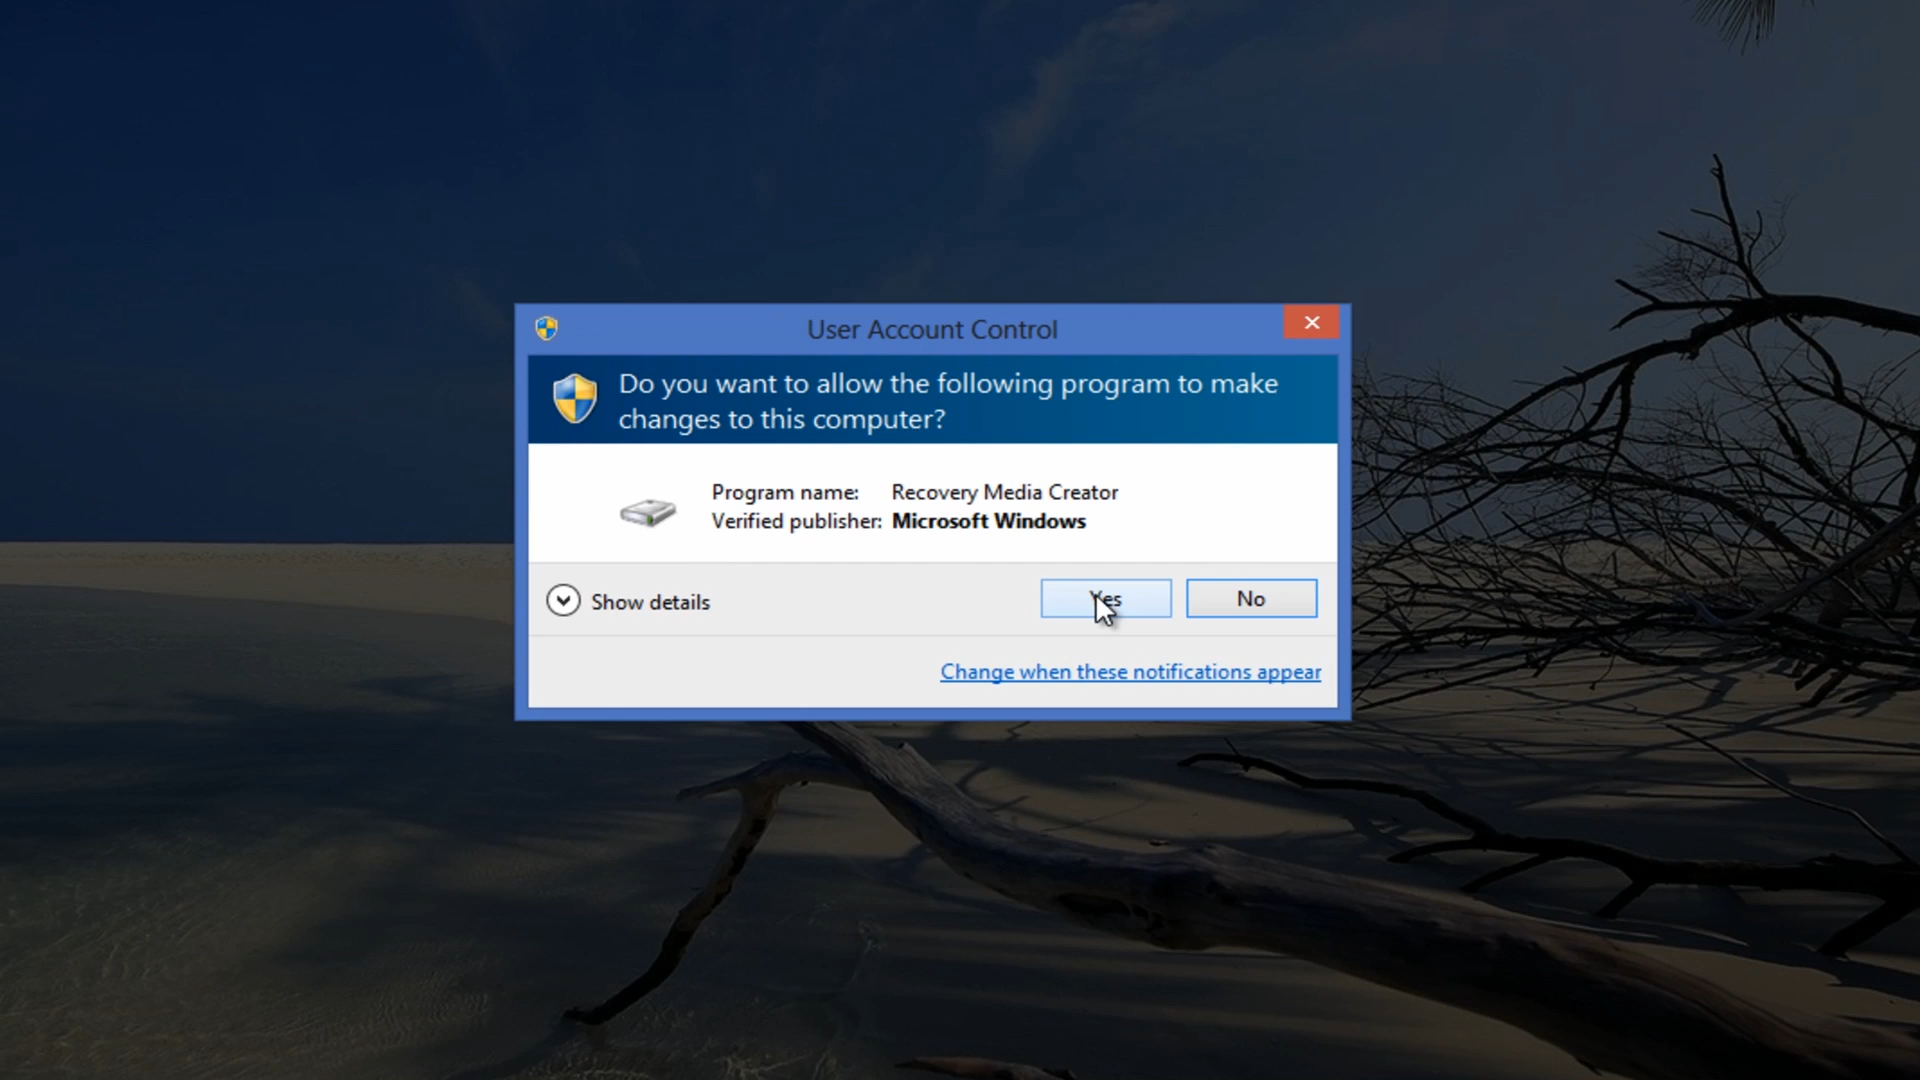 User Account Control
Do you want to allow the following program to make
changes to this computer?
Program name: Recovery Media Creator
Verified publisher: Microsoft Windows
Show details
Yes
No
Change when these notifications appear